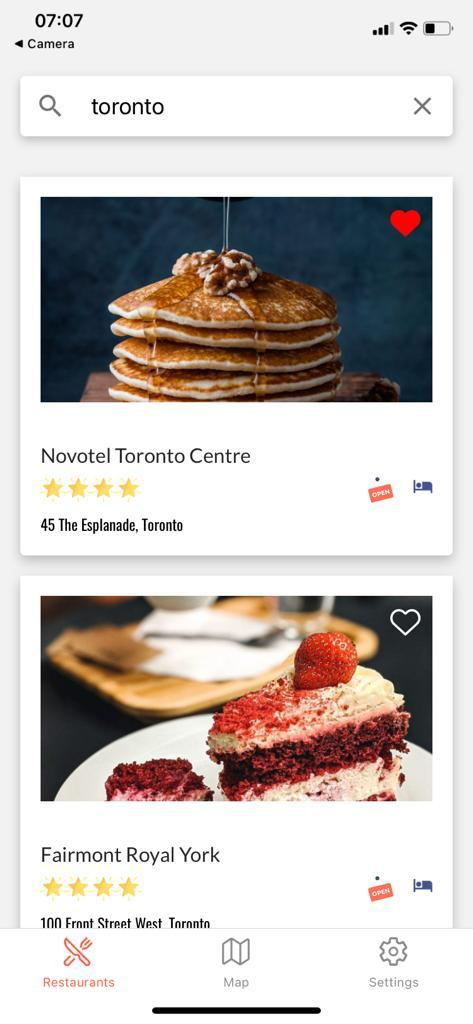 07:07
◀ Camera
toronto
Novotel Toronto Centre
OPEN
45 The Esplanade, Toronto
Fairmont Royal York
OPEN
100 Front Street West, Toronto
Restaurants
Map
Settings